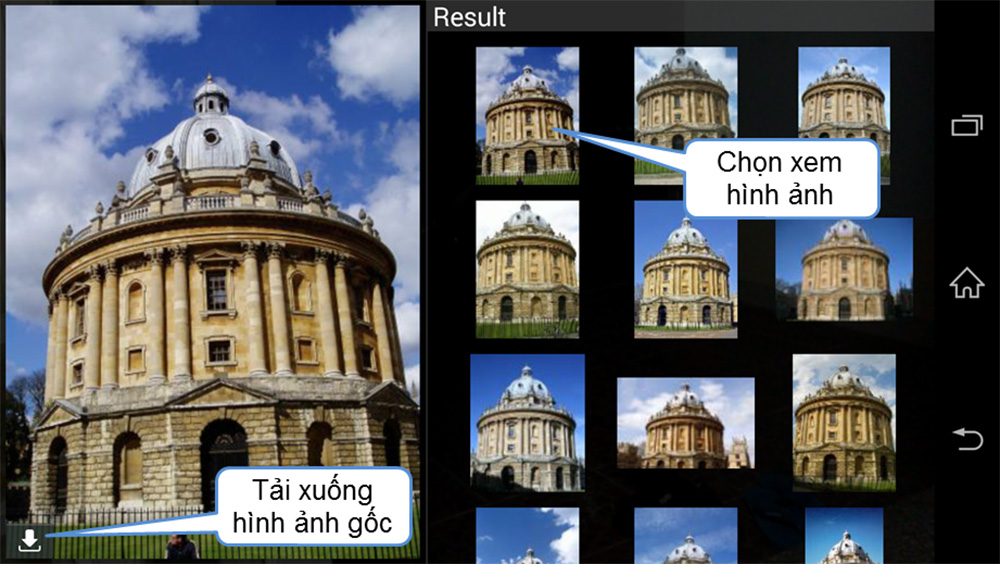 Result
Chọn xem
hình ảnh
Tải xuống
hình ảnh gốc